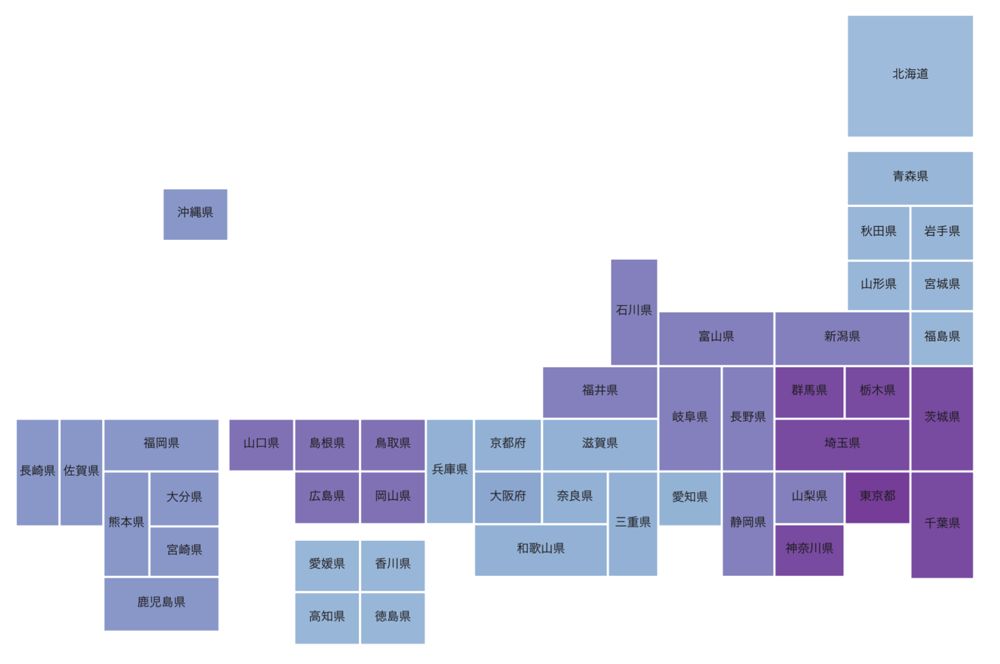 北海道
青森県
沖縄県
秋田県
岩手県
山形県
宮城県
石川県
富山県
新潟県
福島県
福井県
岐阜県
長野県
群馬県
栃木県
茨城県
長崎県
佐賀県
福岡県
山口県
島根県
鳥取県
兵庫県
京都府
滋賀県
埼玉県
熊本県
大分県
広島県
岡山県
大阪府
奈良県
三重県
愛知県
静岡県
山梨県
東京都
千葉県
宮崎県
和歌山県
神奈川県
愛媛県
香川県
鹿児島県
高知県
徳島県